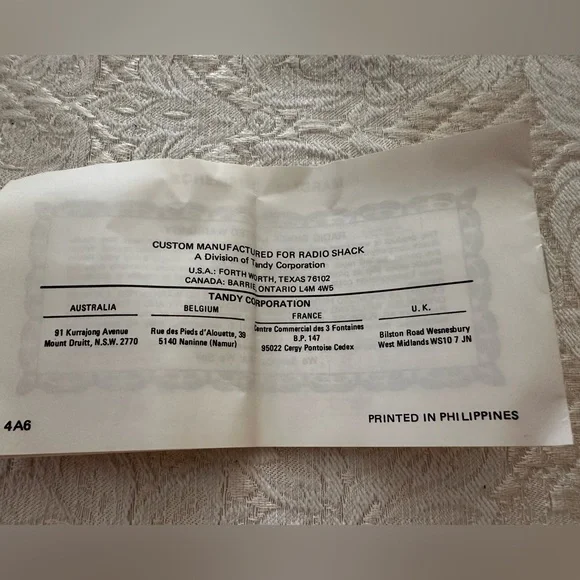 CUSTOM MANUFACTURED FOR RADIO SHACK
A Division of Tandy Corporation
U.S.A.: FORTH WORTH, TEXAS 76102
CANADA: BARRIE, ONTARIO L4M 4W5
TANDY CORPORATION
AUSTRALIA
91 Kurrajong Avenue
Mount Druitt, N.S.W. 2770
BELGIUM
Rue des Pieds d'Alouette, 39
5140 Naninne (Namur)
FRANCE
Centre Commercial des 3 Fontaines
B.P. 147
95022 Cergy Pontoise Cedex
U. K.
Bilston Road Wesnesbury
West Midlands WS10 7 JN
4A6
PRINTED IN PHILIPPINES